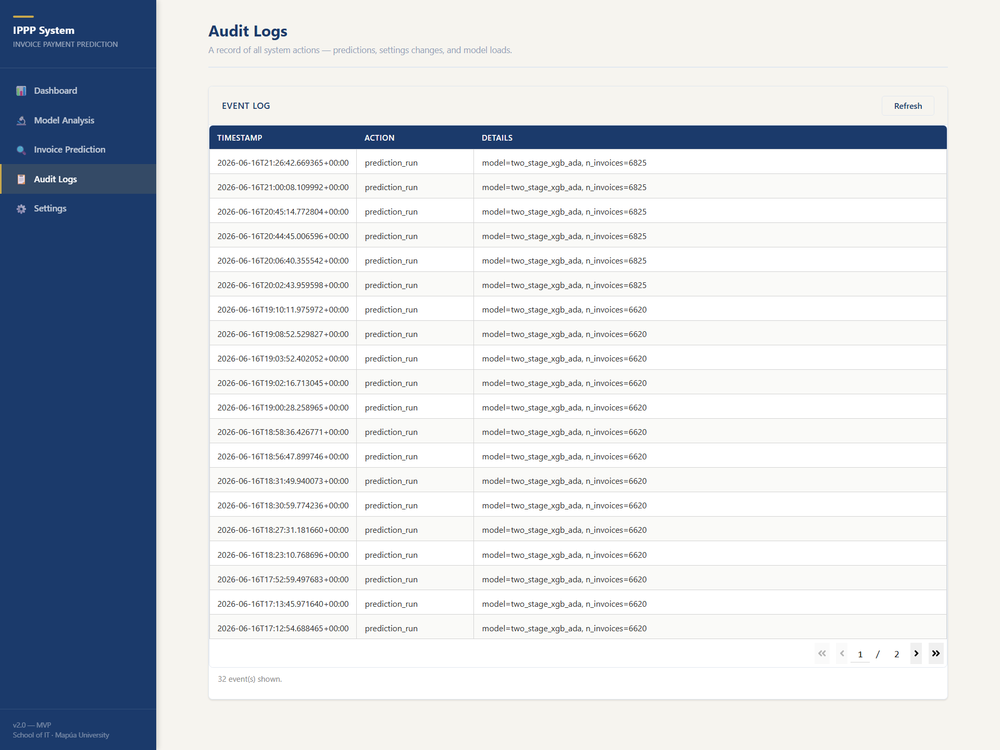 IPPP System
INVOICE PAYMENT PREDICTION
Dashboard
Model Analysis
Invoice Prediction
Audit Logs
Settings
v2.0 — MVP
School of IT · Mapúa University
Audit Logs
A record of all system actions — predictions, settings changes, and model loads.
EVENT LOG
Refresh
TIMESTAMP ACTION DETAILS
2026-06-16T21:26:42.669365+00:00 prediction_run model=two_stage_xgb_ada, n_invoices=6825
2026-06-16T21:00:08.109992+00:00 prediction_run model=two_stage_xgb_ada, n_invoices=6825
2026-06-16T20:45:14.772804+00:00 prediction_run model=two_stage_xgb_ada, n_invoices=6825
2026-06-16T20:44:45.006596+00:00 prediction_run model=two_stage_xgb_ada, n_invoices=6825
2026-06-16T20:06:40.355542+00:00 prediction_run model=two_stage_xgb_ada, n_invoices=6825
2026-06-16T20:02:43.959598+00:00 prediction_run model=two_stage_xgb_ada, n_invoices=6825
2026-06-16T19:10:11.975972+00:00 prediction_run model=two_stage_xgb_ada, n_invoices=6620
2026-06-16T19:08:52.529827+00:00 prediction_run model=two_stage_xgb_ada, n_invoices=6620
2026-06-16T19:03:52.402052+00:00 prediction_run model=two_stage_xgb_ada, n_invoices=6620
2026-06-16T19:02:16.713045+00:00 prediction_run model=two_stage_xgb_ada, n_invoices=6620
2026-06-16T19:00:28.258965+00:00 prediction_run model=two_stage_xgb_ada, n_invoices=6620
2026-06-16T18:58:36.426771+00:00 prediction_run model=two_stage_xgb_ada, n_invoices=6620
2026-06-16T18:56:47.899746+00:00 prediction_run model=two_stage_xgb_ada, n_invoices=6620
2026-06-16T18:31:49.940073+00:00 prediction_run model=two_stage_xgb_ada, n_invoices=6620
2026-06-16T18:30:59.774236+00:00 prediction_run model=two_stage_xgb_ada, n_invoices=6620
2026-06-16T18:27:31.181660+00:00 prediction_run model=two_stage_xgb_ada, n_invoices=6620
2026-06-16T18:23:10.768696+00:00 prediction_run model=two_stage_xgb_ada, n_invoices=6620
2026-06-16T17:52:59.497683+00:00 prediction_run model=two_stage_xgb_ada, n_invoices=6620
2026-06-16T17:13:45.971640+00:00 prediction_run model=two_stage_xgb_ada, n_invoices=6620
2026-06-16T17:12:54.688465+00:00 prediction_run model=two_stage_xgb_ada, n_invoices=6620
1 / 2
32 event(s) shown.